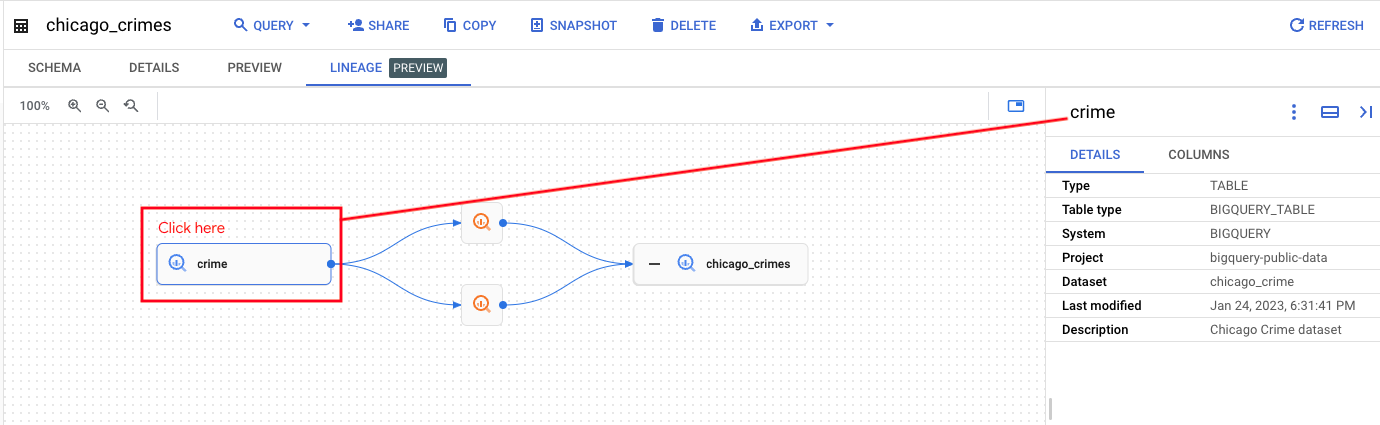 chicago_crimes QUERY SHARE COPY SNAPSHOT DELETE EXPORT REFRESH
SCHEMA DETAILS PREVIEW LINEAGE PREVIEW
100%
crime
DETAILS COLUMNS
Type TABLE
Table type BIGQUERY_TABLE
System BIGQUERY
Project bigquery-public-data
Dataset chicago_crime
Last modified Jan 24, 2023, 6:31:41 PM
Description Chicago Crime dataset
Click here
crime
chicago_crimes